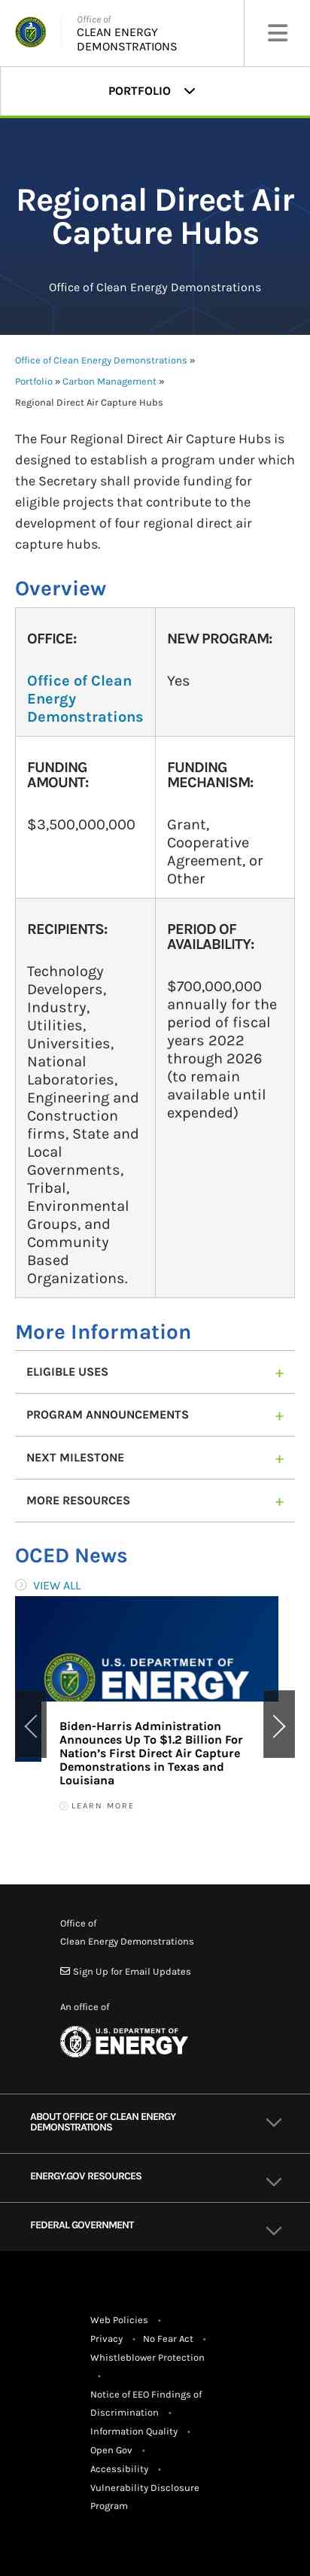 Office of
CLEAN ENERGY
DEMONSTRATIONS
PORTFOLIO
Regional Direct Air
Capture Hubs
Office of Clean Energy Demonstrations
Office of Clean Energy Demonstrations »
Portfolio » Carbon Management »
Regional Direct Air Capture Hubs
The Four Regional Direct Air Capture Hubs is
designed to establish a program under which
the Secretary shall provide funding for
eligible projects that contribute to the
development of four regional direct air
capture hubs.
Overview
OFFICE:
Office of Clean
Energy
Demonstrations
NEW PROGRAM:
Yes
FUNDING
AMOUNT:
$3,500,000,000
FUNDING
MECHANISM:
Grant,
Cooperative
Agreement, or
Other
RECIPIENTS:
Technology
Developers,
Industry,
Utilities,
Universities,
National
Laboratories,
Engineering and
Construction
firms, State and
Local
Governments,
Tribal,
Environmental
Groups, and
Community
Based
Organizations.
PERIOD OF
AVAILABILITY:
$700,000,000
annually for the
period of fiscal
years 2022
through 2026
(to remain
available until
expended)
More Information
ELIGIBLE USES +
PROGRAM ANNOUNCEMENTS +
NEXT MILESTONE +
MORE RESOURCES +
OCED News
VIEW ALL
U.S. DEPARTMENT OF
ENERGY
Biden-Harris Administration
Announces Up To $1.2 Billion For
Nation’s First Direct Air Capture
Demonstrations in Texas and
Louisiana
LEARN MORE
Office of
Clean Energy Demonstrations
Sign Up for Email Updates
An office of
U.S. DEPARTMENT OF
ENERGY
ABOUT OFFICE OF CLEAN ENERGY
DEMONSTRATIONS
ENERGY.GOV RESOURCES
FEDERAL GOVERNMENT
Web Policies •
Privacy • No Fear Act •
Whistleblower Protection
•
Notice of EEO Findings of
Discrimination •
Information Quality •
Open Gov •
Accessibility •
Vulnerability Disclosure
Program